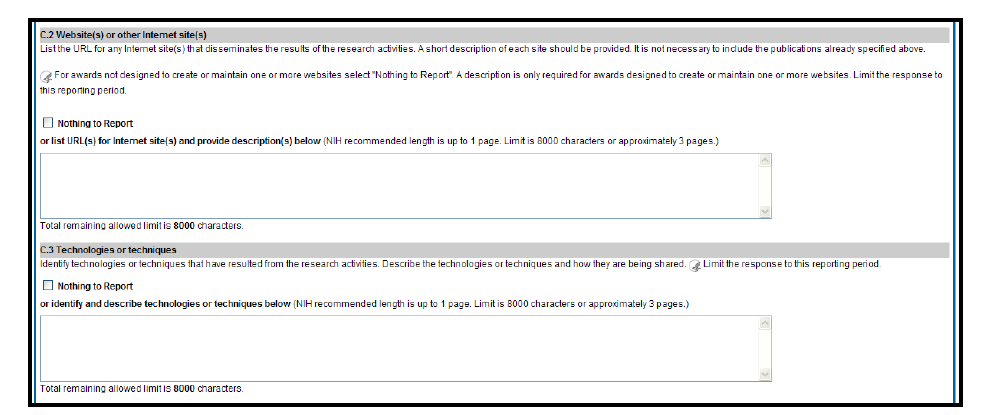 C.2 Website(s) or other Internet site(s)
List the URL for any Internet site(s) that disseminates the results of the research activities. A short description of each site should be provided. It is not necessary to include the publications already specified above.
For awards not designed to create or maintain one or more websites select "Nothing to Report". A description is only required for awards designed to create or maintain one or more websites. Limit the response to
this reporting period.
Nothing to Report
or list URL(s) for Internet site(s) and provide description(s) below (NIH recommended length is up to 1 page. Limit is 8000 characters or approximately 3 pages.)
Total remaining allowed limit is 8000 characters.
C.3 Technologies or techniques
Identify technologies or techniques that have resulted from the research activities. Describe the technologies or techniques and how they are being shared. Limit the response to this reporting period.
Nothing to Report
or identify and describe technologies or techniques below (NIH recommended length is up to 1 page. Limit is 8000 characters or approximately 3 pages.)
Total remaining allowed limit is 8000 characters.